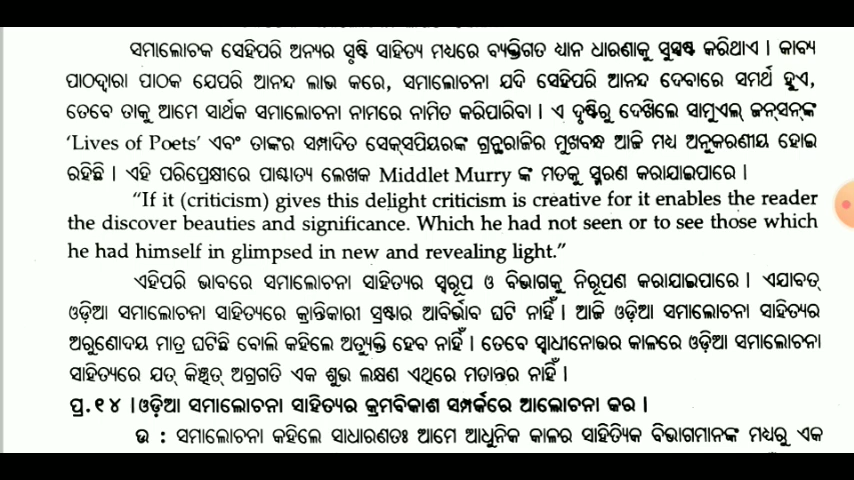 ସମାଲୋଚକ ସେହିପରି ଅନ୍ୟର ସୃଷ୍ଟି ସାହିତ୍ୟ ମଧ୍ୟରେ ବ୍ୟକ୍ତିଗତ ଧ୍ୟାନ ଧାରଣାକୁ ସୁସ୍ପଷ୍ଟ କରିଥାଏ । କାବ୍ୟ
ପାଠଦ୍ୱାରା ପାଠକ ଯେପରି ଆନନ୍ଦ ଲାଭ କରେ, ସମାଲୋଚନା ଯଦି ସେହିପରି ଆନନ୍ଦ ଦେବାରେ ସମର୍ଥ ହୁଏ,
ତେବେ ତାକୁ ଆମେ ସାର୍ଥକ ସମାଲୋଚନା ନାମରେ ନାମିତ କରିପାରିବା । ଏ ଦୃଷ୍ଟିରୁ ଦେଖିଲେ ସାମୁଏଲ୍ ଜନ୍‌ସନ୍‌ଙ୍କ
‘Lives of Poets’ ଏବଂ ତାଙ୍କର ସମ୍ପାଦିତ ସେକ୍‌ସପିୟରଙ୍କ ଗ୍ରନ୍ଥରାଜିର ମୁଖବନ୍ଧ ଆଜି ମଧ୍ୟ ଅନୁକରଣୀୟ ହୋଇ
ରହିଛି । ଏହି ପରିପ୍ରେକ୍ଷୀରେ ପାଶ୍ଚାତ୍ୟ ଲେଖକ Middlet Murry ଙ୍କ ମତକୁ ସ୍ମରଣ କରାଯାଇପାରେ ।
“If it (criticism) gives this delight criticism is creative for it enables the reader
the discover beauties and significance. Which he had not seen or to see those which
he had himself in glimpsed in new and revealing light.”
ଏହିପରି ଭାବରେ ସମାଲୋଚନା ସାହିତ୍ୟର ସ୍ୱରୂପ ଓ ବିଭାଗକୁ ନିରୂପଣ କରାଯାଇପାରେ । ଏଯାବତ୍
ଓଡ଼ିଆ ସମାଲୋଚନା ସାହିତ୍ୟରେ କ୍ରାନ୍ତିକାରୀ ସ୍ରଷ୍ଟାର ଆବିର୍ଭାବ ଘଟି ନାହିଁ । ଆଜି ଓଡ଼ିଆ ସମାଲୋଚନା ସାହିତ୍ୟର
ଅରୁଣୋଦୟ ମାତ୍ର ଘଟିଛି ବୋଲି କହିଲେ ଅତ୍ୟୁକ୍ତି ହେବ ନାହିଁ । ତେବେ ସ୍ୱାଧୀନୋତ୍ତର କାଳରେ ଓଡ଼ିଆ ସମାଲୋଚନା
ସାହିତ୍ୟରେ ଯତ୍ କିଞ୍ଚିତ୍ ଅଗ୍ରଗତି ଏକ ଶୁଭ ଲକ୍ଷଣ ଏଥିରେ ମତାନ୍ତର ନାହିଁ ।
ପ୍ର.୧୪ । ଓଡ଼ିଆ ସମାଲୋଚନା ସାହିତ୍ୟର କ୍ରମବିକାଶ ସମ୍ପର୍କରେ ଆଲୋଚନା କର ।
ଉ : ସମାଲୋଚନା କହିଲେ ସାଧାରଣତଃ ଆମେ ଆଧୁନିକ କାଳର ସାହିତ୍ୟିକ ବିଭାଗମାନଙ୍କ ମଧ୍ୟରୁ ଏକ